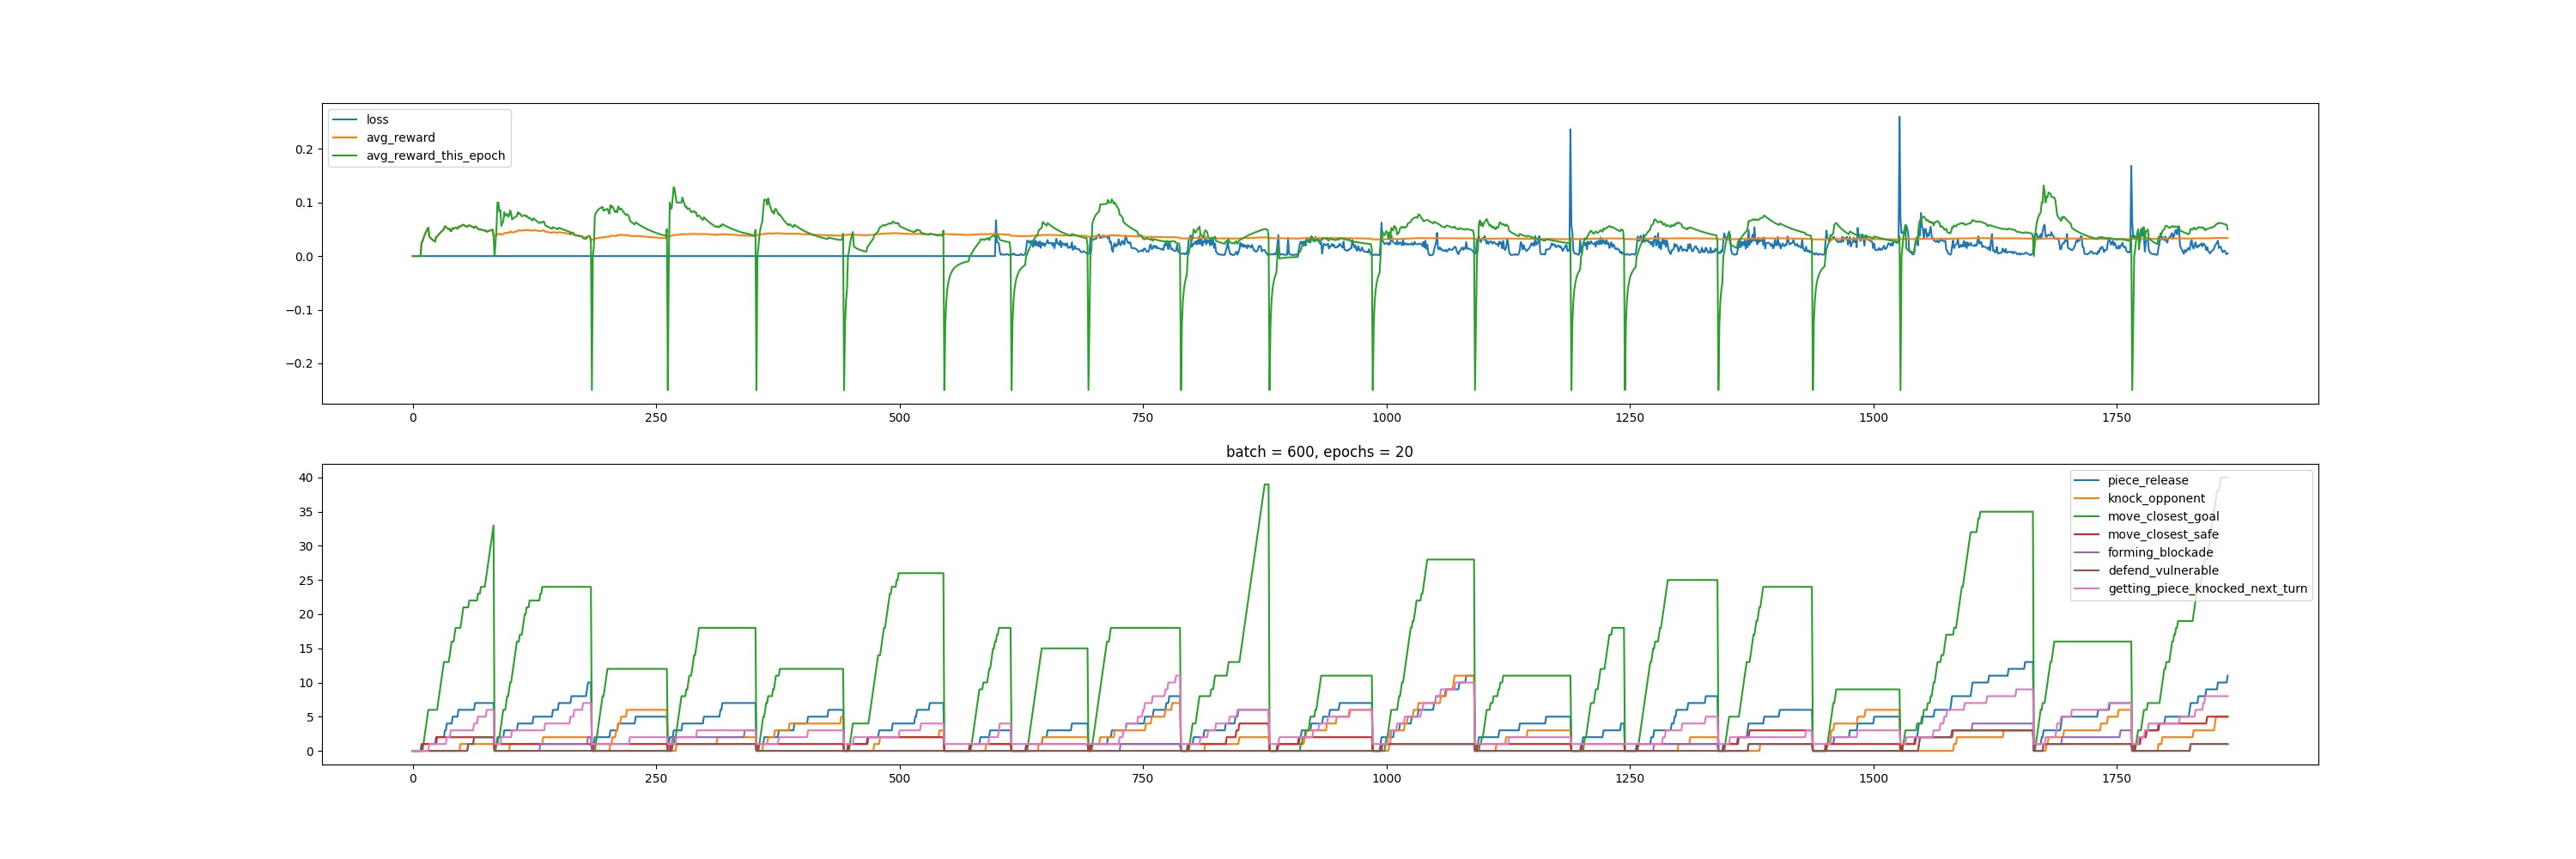 loss
avg_reward
avg_reward_this_epoch
0.2
0.1
0.0
−0.1
−0.2
0 250 500 750 1000 1250 1500 1750
batch = 600, epochs = 20
piece_release
knock_opponent
move_closest_goal
move_closest_safe
forming_blockade
defend_vulnerable
getting_piece_knocked_next_turn
40
35
30
25
20
15
10
5
0
0 250 500 750 1000 1250 1500 1750